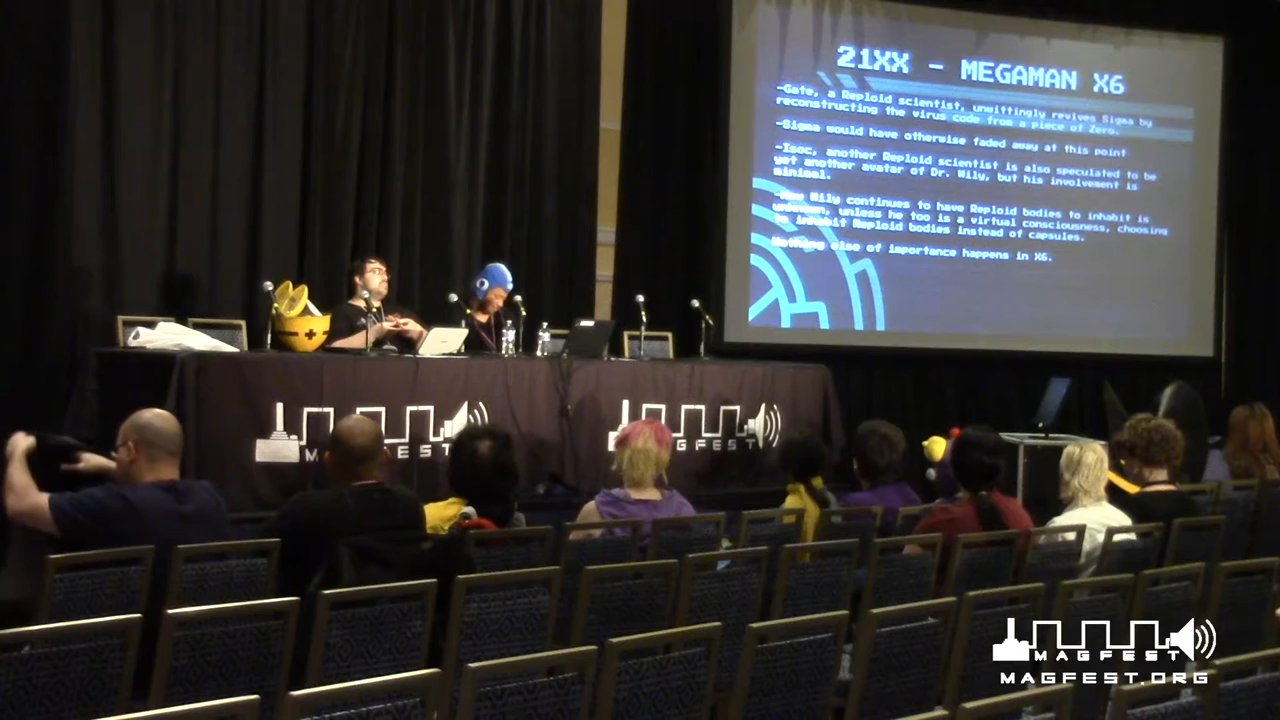 21XX - MEGAMAN X6
-Gate, a Reploid scientist, unwittingly revives Sigma by
reconstructing the virus code from a piece of Zero.
-Sigma would have otherwise faded away at this point
-Isoc, another Reploid scientist is also speculated to be
yet another avatar of Dr. Wily, but his involvement is
minimal.
-How Wily continues to have Reploid bodies to inhabit is
unknown, unless he too is a virtual consciousness, choosing
to inhabit Reploid bodies instead of capsules.
Nothing else of importance happens in X6.
MAGFEST
MAGFEST
MAGFEST
MAGFEST.ORG